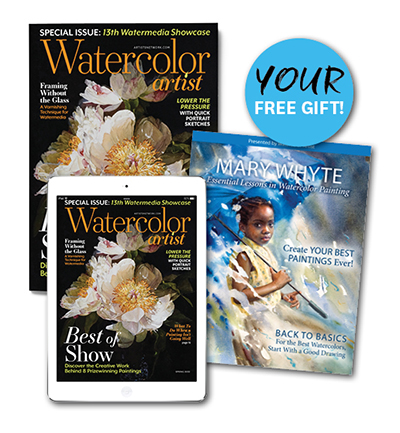 SPECIAL ISSUE: 13th Watermedia Showcase
ARTISTSNETWORK.COM
Watercolor
artist
Framing
Without
the Glass
A Varnishing
Technique for
Watermedia
LOWER THE
PRESSURE
WITH QUICK
PORTRAIT
SKETCHES
YOUR
FREE GIFT!
Presented by
MARY WHYTE
Essential Lessons in Watercolor Painting
Create YOUR BEST
PAINTINGS Ever!
BACK TO BASICS
For the Best Watercolors,
Start With a Good Drawing
SPECIAL ISSUE: 13th Watermedia Showcase
Watercolor
artist
Framing
Without
the Glass
A Varnishing
Technique for
Watermedia
LOWER THE
PRESSURE
WITH QUICK
PORTRAIT
SKETCHES
Best of
Show
Discover the Creative Work
Behind 8 Prizewinning Paintings
What To
Do When a
Painting Isn't
Going Well
S
Di
Be